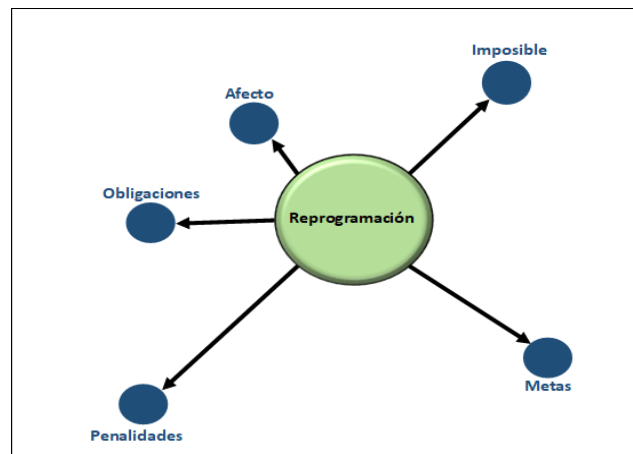 Imposible
Afecto
Obligaciones
Reprogramación
Metas
Penalidades